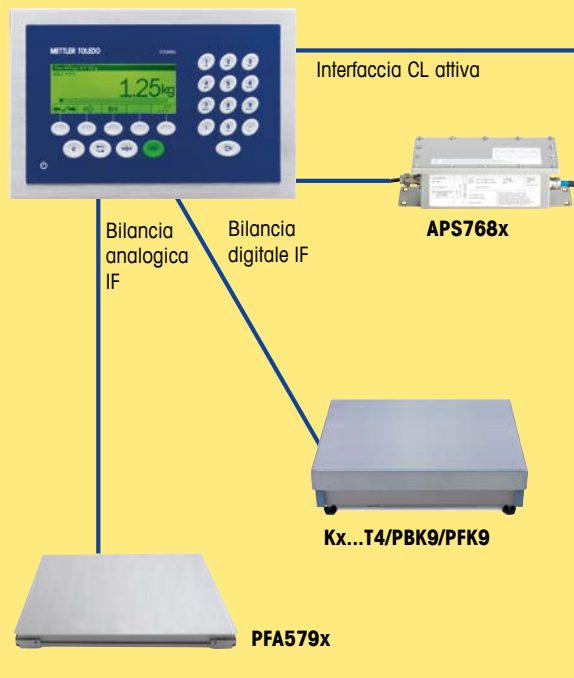 METTLER TOLEDO
1.25kg
Interfaccia CL attiva
APS768x
Bilancia
analogica
IF
Bilancia
digitale IF
Kx...T4/PBK9/PFK9
PFA579x